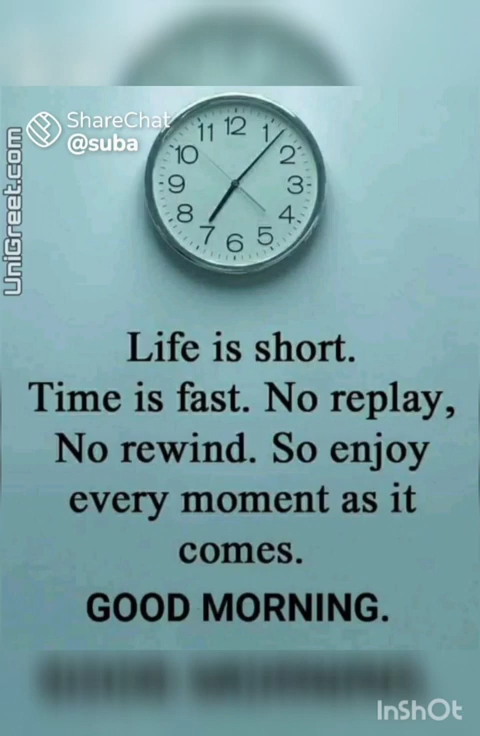 ShareChat
@suba
UniGreet.com
11 12 1
10 2
9 3
8 4
7 6 5
Life is short.
Time is fast. No replay,
No rewind. So enjoy
every moment as it
comes.
GOOD MORNING.
InShOt